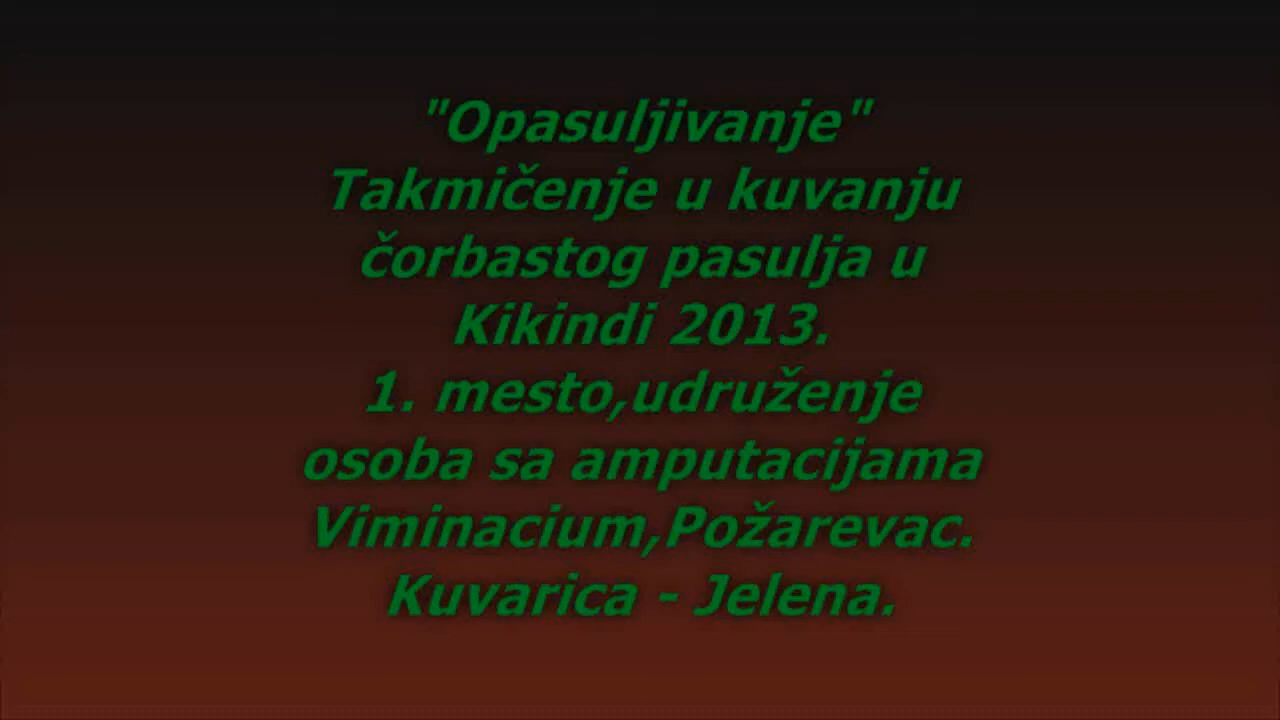 "Opasuljivanje"
Takmičenje u kuvanju
čorbastog pasulja u
Kikindi 2013.
1. mesto,udruženje
osoba sa amputacijama
Viminacium,Požarevac.
Kuvarica - Jelena.